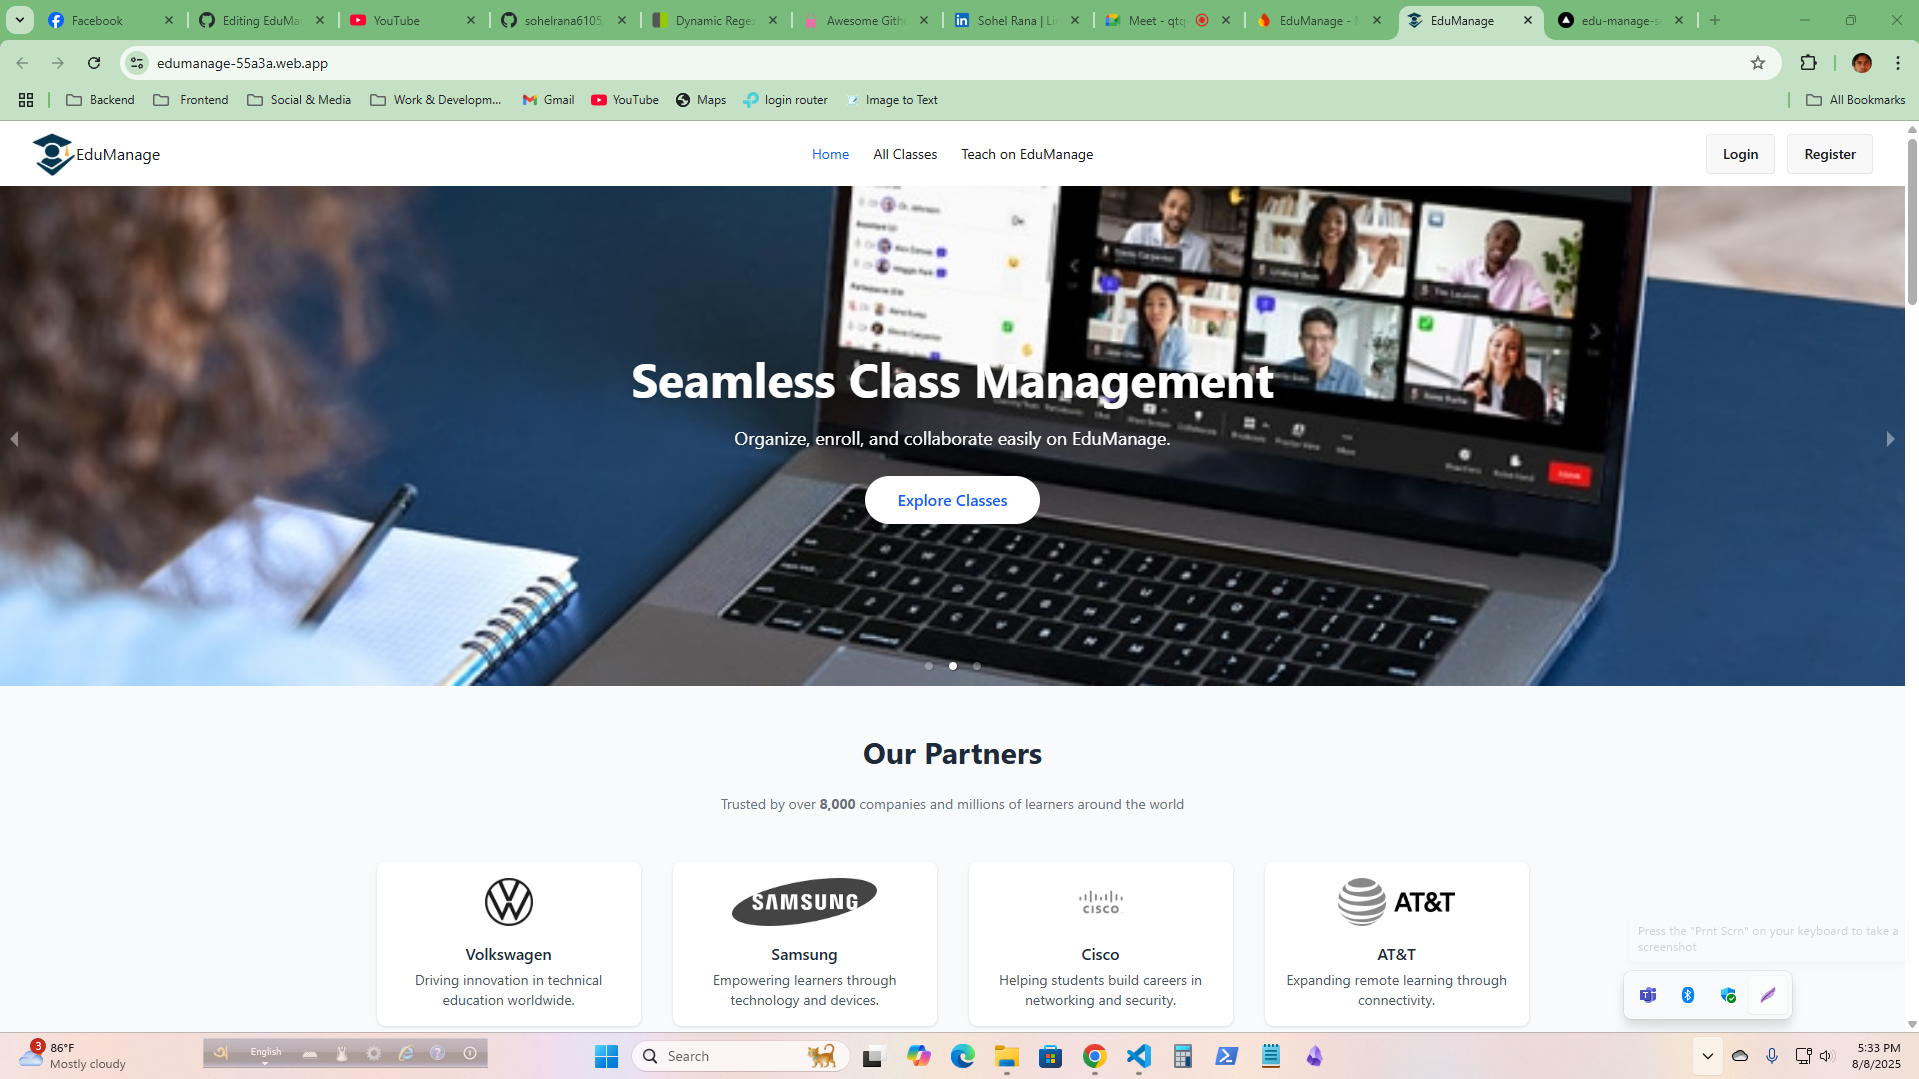 Facebook
Editing EduMan
YouTube
sohelrana6105/
Dynamic Regex
Awesome Githu
Sohel Rana | Lin
Meet - qtq
EduManage - M
EduManage
edu-manage-se
edumanage-55a3a.web.app
Backend
Frontend
Social & Media
Work & Developm...
Gmail
YouTube
Maps
login router
Image to Text
All Bookmarks
EduManage
Home
All Classes
Teach on EduManage
Login
Register
Seamless Class Management
Organize, enroll, and collaborate easily on EduManage.
Explore Classes
Our Partners
Trusted by over 8,000 companies and millions of learners around the world
SAMSUNG
CISCO
AT&T
Volkswagen
Samsung
Cisco
AT&T
Driving innovation in technical
education worldwide.
Empowering learners through
technology and devices.
Helping students build careers in
networking and security.
Expanding remote learning through
connectivity.
Press the "Prnt Scrn" on your keyboard to take a
screenshot
3
86°F
Mostly cloudy
English
Search
5:33 PM
8/8/2025